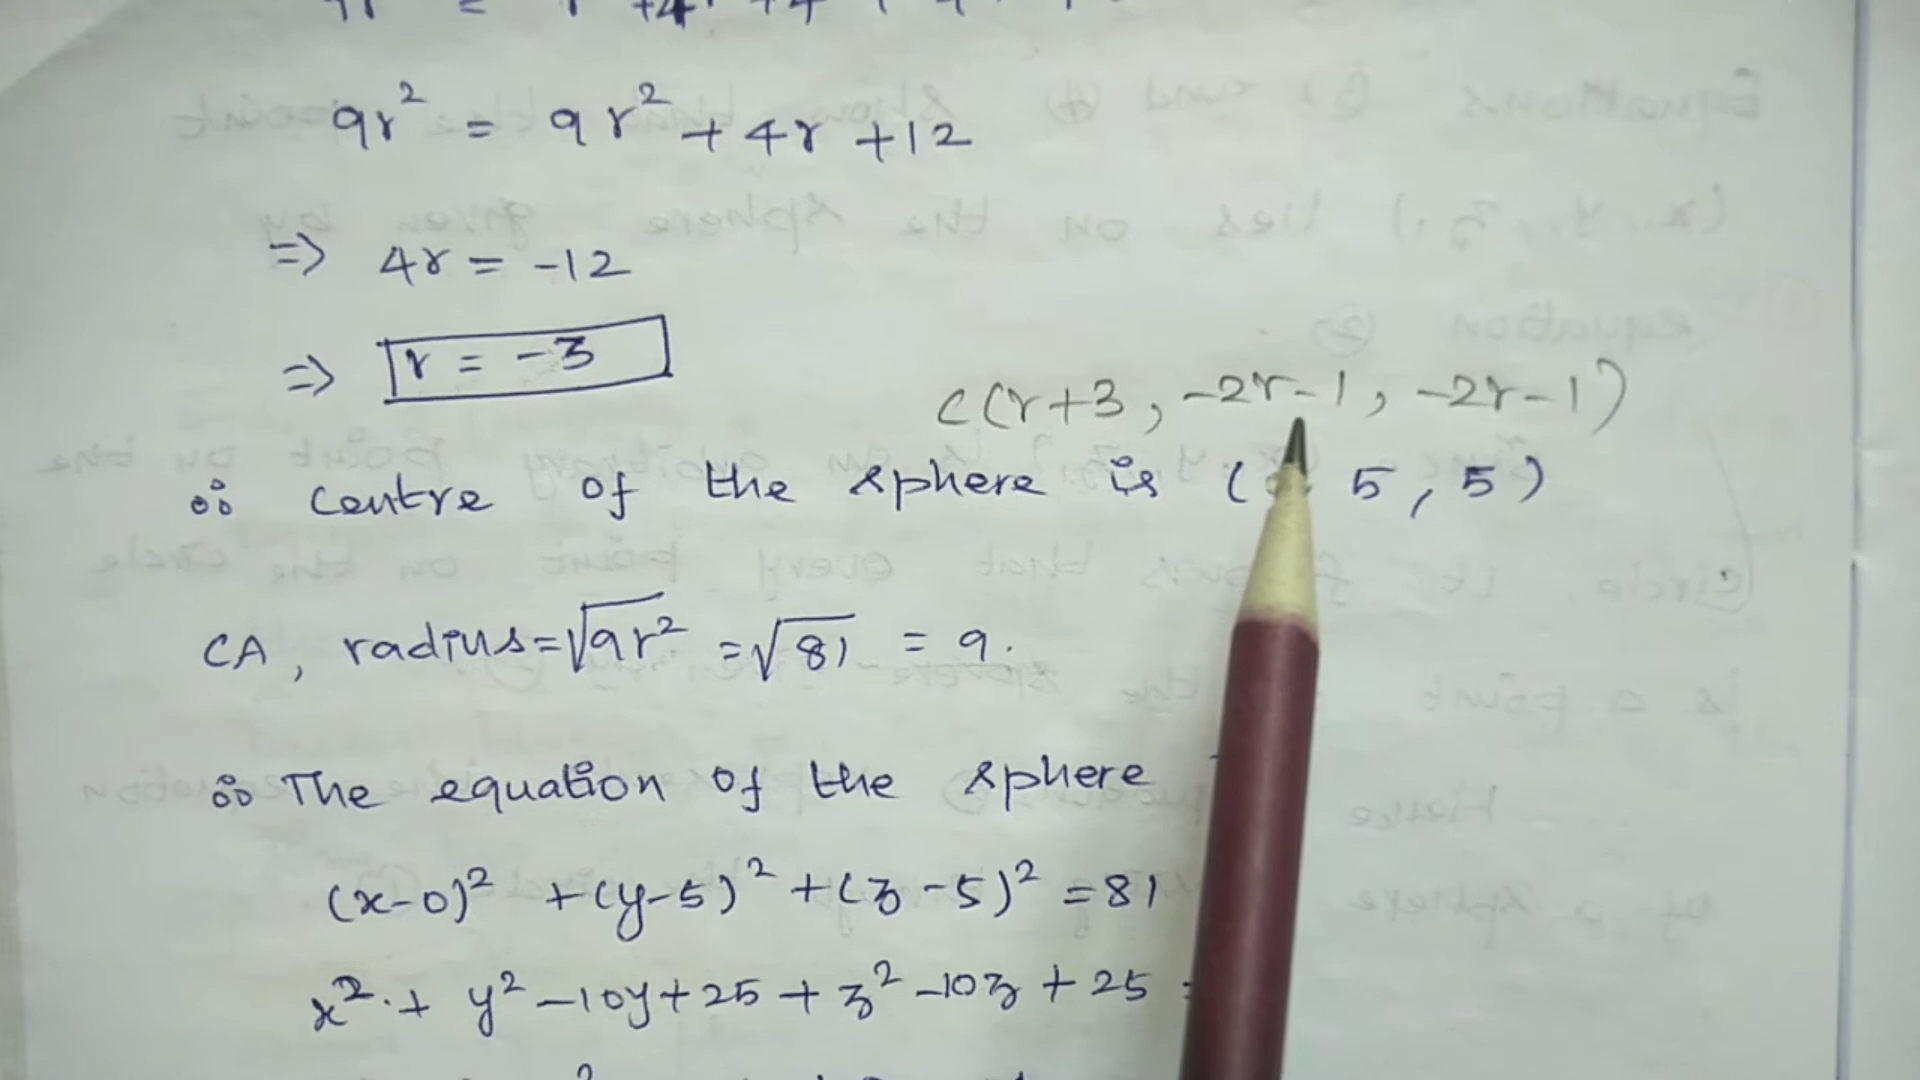 9r² = 9r² + 4r + 12
=> 4r = -12
=> r = -3
C(r+3, -2r-1, -2r-1)
∴ centre of the sphere is ( 5, 5)
CA, radius = √9r² = √81 = 9.
∴ The equation of the sphere
(x-0)² + (y-5)² + (z-5)² = 81
x² + y² - 10y + 25 + z² - 10z + 25